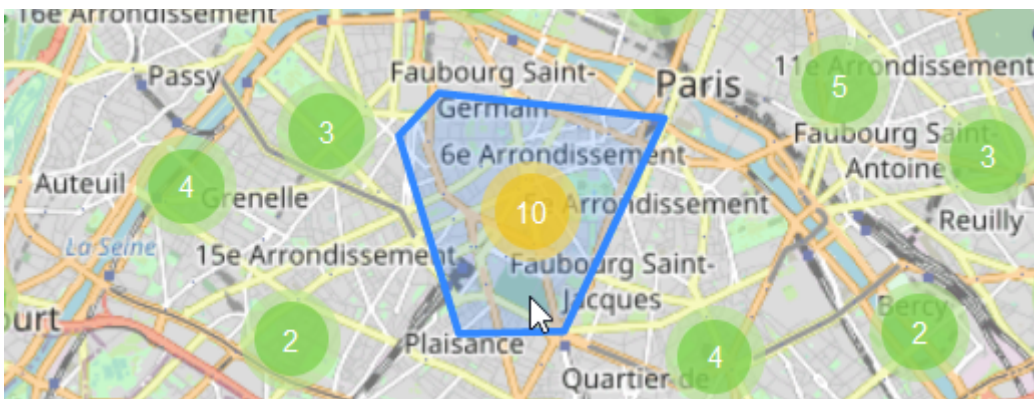 16e Arrondissement
Passy
Faubourg Saint-
Germain
Paris
11e Arrondissement
5
3
Faubourg Saint-
Antoine
3
6e Arrondissement
4
Auteuil
Grenelle
10
Arrondissement
Reuilly
La Seine
15e Arrondissement
Faubourg Saint-
Jacques
Bercy
2
2
Plaisance
4
Quartier de